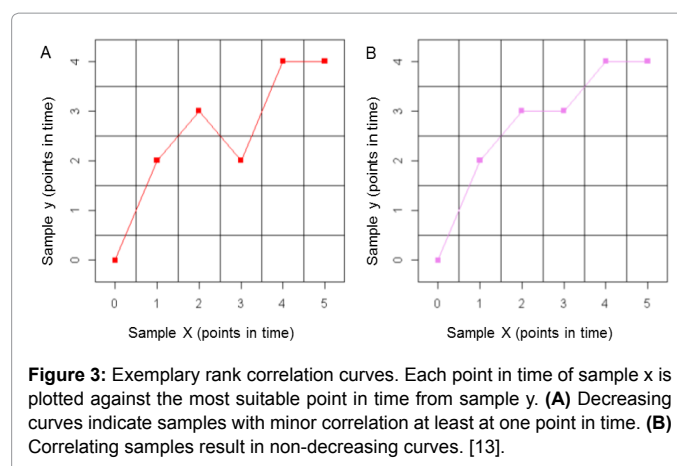 A
B
4
3
2
1
0
Sample y (points in time)
0 1 2 3 4 5
Sample X (points in time)
4
3
2
1
0
Sample y (points in time)
0 1 2 3 4 5
Sample X (points in time)
Figure 3: Exemplary rank correlation curves. Each point in time of sample x is
plotted against the most suitable point in time from sample y. (A) Decreasing
curves indicate samples with minor correlation at least at one point in time. (B)
Correlating samples result in non-decreasing curves. [13].